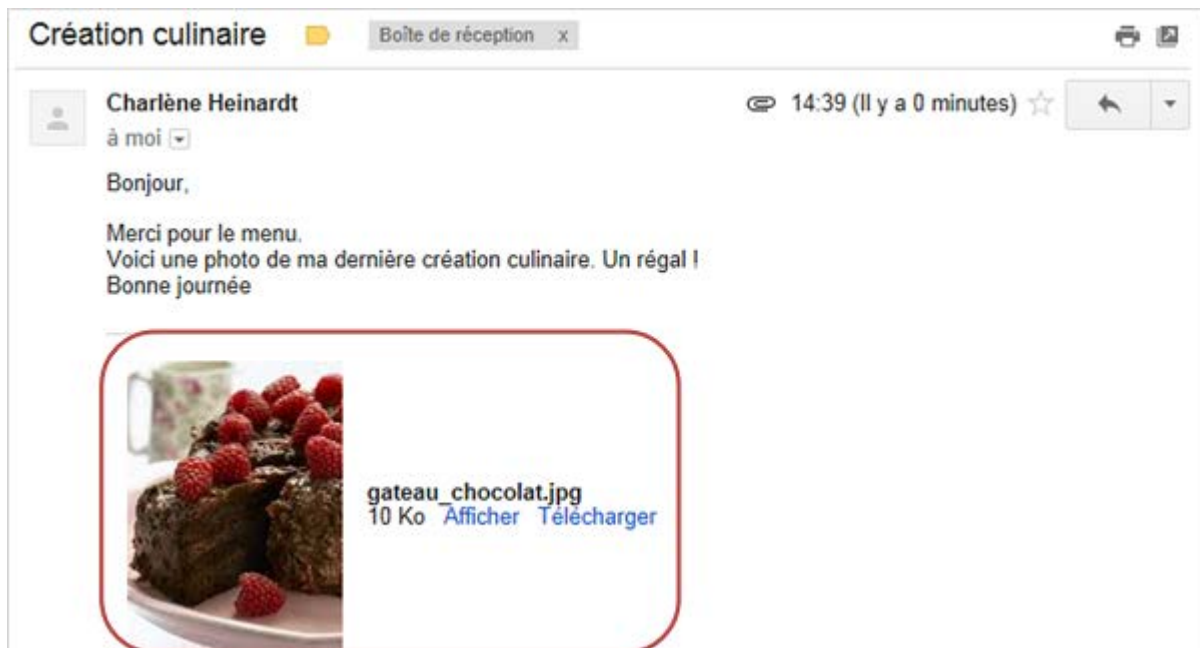 Création culinaire Boîte de réception x
Charlène Heinardt 14:39 (Il y a 0 minutes)
à moi
Bonjour,
Merci pour le menu.
Voici une photo de ma dernière création culinaire. Un régal !
Bonne journée
gateau_chocolat.jpg
10 Ko Afficher Télécharger